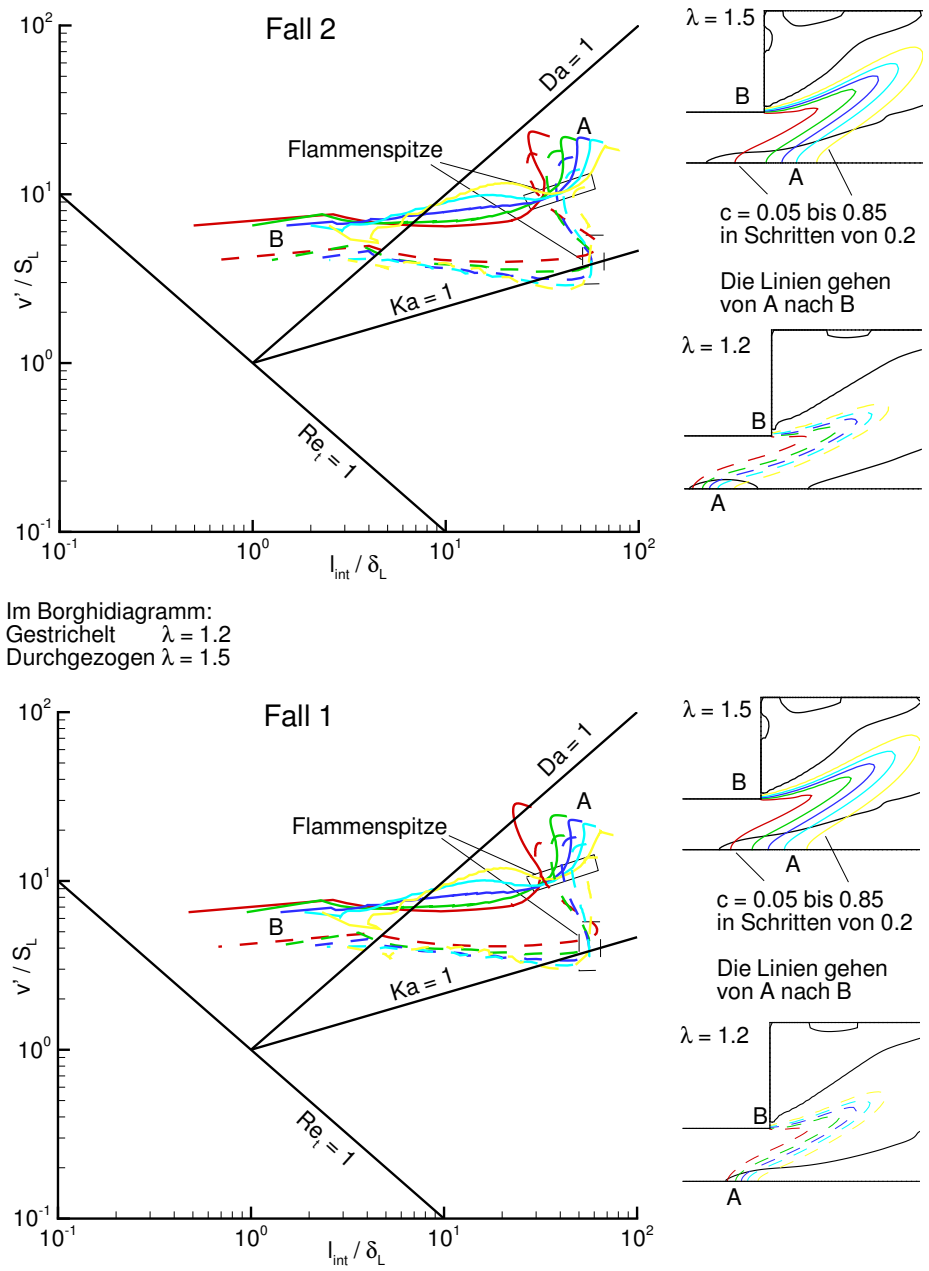 Fall 2
10²
10¹
10⁰
10⁻¹
v' / S_L
Da = 1
A
Flammenspitze
B
Ka = 1
Re_t = 1
10⁻¹
10⁰
10¹
10²
l_int / δ_L
λ = 1.5
B
A
c = 0.05 bis 0.85
in Schritten von 0.2
Die Linien gehen
von A nach B
λ = 1.2
B
A
Im Borghidiagramm:
Gestrichelt λ = 1.2
Durchgezogen λ = 1.5
Fall 1
10²
10¹
10⁰
10⁻¹
v' / S_L
Da = 1
A
Flammenspitze
B
Ka = 1
Re_t = 1
10⁻¹
10⁰
10¹
10²
l_int / δ_L
λ = 1.5
B
A
c = 0.05 bis 0.85
in Schritten von 0.2
Die Linien gehen
von A nach B
λ = 1.2
B
A